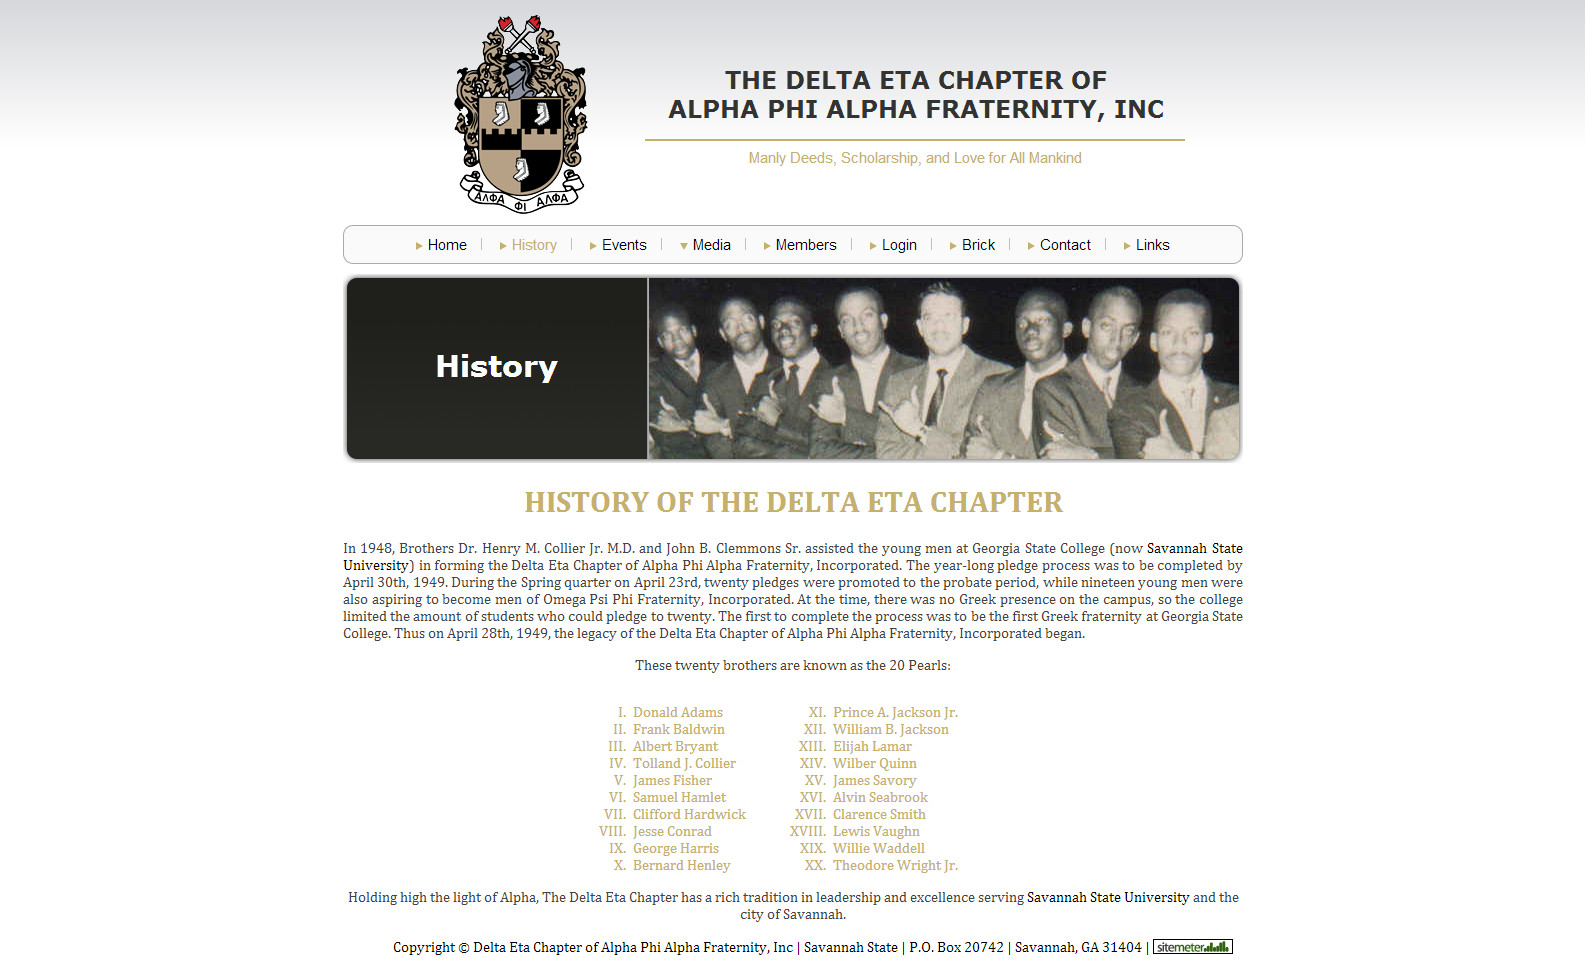 THE DELTA ETA CHAPTER OF
ALPHA PHI ALPHA FRATERNITY, INC
Manly Deeds, Scholarship, and Love for All Mankind
ΑΛΦΑ ΦΙ ΑΛΦΑ
Home History Events Media Members Login Brick Contact Links
History
HISTORY OF THE DELTA ETA CHAPTER
In 1948, Brothers Dr. Henry M. Collier Jr. M.D. and John B. Clemmons Sr. assisted the young men at Georgia State College (now Savannah State
University) in forming the Delta Eta Chapter of Alpha Phi Alpha Fraternity, Incorporated. The year-long pledge process was to be completed by
April 30th, 1949. During the Spring quarter on April 23rd, twenty pledges were promoted to the probate period, while nineteen young men were
also aspiring to become men of Omega Psi Phi Fraternity, Incorporated. At the time, there was no Greek presence on the campus, so the college
limited the amount of students who could pledge to twenty. The first to complete the process was to be the first Greek fraternity at Georgia State
College. Thus on April 28th, 1949, the legacy of the Delta Eta Chapter of Alpha Phi Alpha Fraternity, Incorporated began.
These twenty brothers are known as the 20 Pearls:
I. Donald Adams
II. Frank Baldwin
III. Albert Bryant
IV. Tolland J. Collier
V. James Fisher
VI. Samuel Hamlet
VII. Clifford Hardwick
VIII. Jesse Conrad
IX. George Harris
X. Bernard Henley
XI. Prince A. Jackson Jr.
XII. William B. Jackson
XIII. Elijah Lamar
XIV. Wilber Quinn
XV. James Savory
XVI. Alvin Seabrook
XVII. Clarence Smith
XVIII. Lewis Vaughn
XIX. Willie Waddell
XX. Theodore Wright Jr.
Holding high the light of Alpha, The Delta Eta Chapter has a rich tradition in leadership and excellence serving Savannah State University and the
city of Savannah.
Copyright © Delta Eta Chapter of Alpha Phi Alpha Fraternity, Inc | Savannah State | P.O. Box 20742 | Savannah, GA 31404 | sitemeter